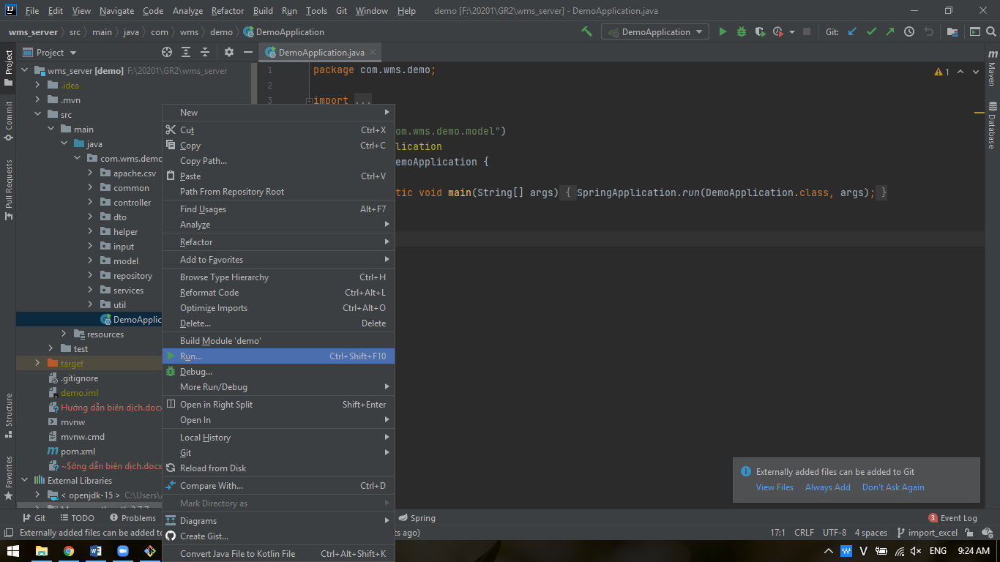 File Edit View Navigate Code Analyze Refactor Build Run Tools Git Window Help demo [F:\20201\GR2\wms_server] - DemoApplication.java
wms_server src main java com wms demo DemoApplication DemoApplication Git:
Project DemoApplication.java
wms_server [demo] F:\20201\GR2\wms_server
.idea
.mvn
src
main
java
com.wms.demo
apache.csv
common
controller
dto
helper
input
model
repository
services
util
DemoApplic
resources
test
target
.gitignore
demo.iml
Hướng dẫn biên dịch.docx
mvnw
mvnw.cmd
pom.xml
~$ớng dẫn biên dịch.docx
External Libraries
< openjdk-15 > C:\Users\
Project
Commit
Pull Requests
Structure
Favorites
1 package com.wms.demo;
2
3 import ...
om.wms.demo.model")
plication
emoApplication {
tic void main(String[] args) { SpringApplication.run(DemoApplication.class, args); }
1
Maven
Database
New
Cut Ctrl+X
Copy Ctrl+C
Copy Path...
Paste Ctrl+V
Path From Repository Root
Find Usages Alt+F7
Analyze
Refactor
Add to Favorites
Browse Type Hierarchy Ctrl+H
Reformat Code Ctrl+Alt+L
Optimize Imports Ctrl+Alt+O
Delete... Delete
Build Module 'demo'
Run... Ctrl+Shift+F10
Debug...
More Run/Debug
Open in Right Split Shift+Enter
Open In
Local History
Git
Reload from Disk
Compare With... Ctrl+D
Mark Directory as
Diagrams
Create Gist...
Convert Java File to Kotlin File Ctrl+Alt+Shift+K
Externally added files can be added to Git
View Files Always Add Don't Ask Again
Git TODO Problems Spring 3 Event Log
Externally added files can be added to ts ago) 17:1 CRLF UTF-8 4 spaces import_excel
ENG 9:24 AM